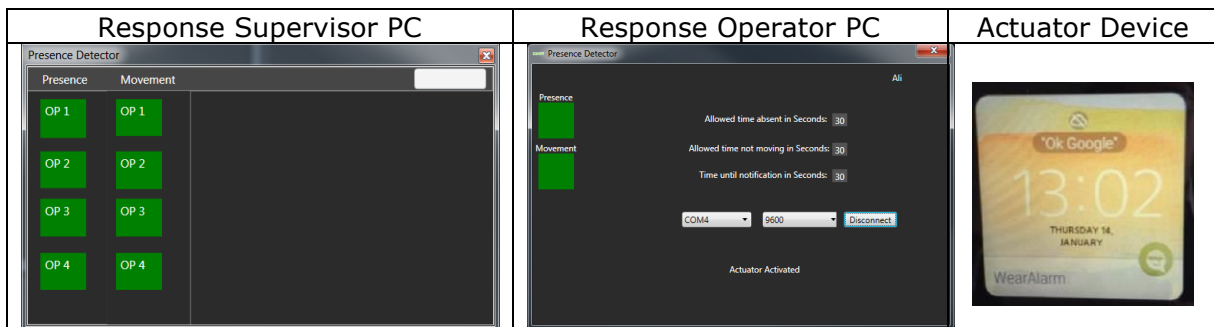 Response Supervisor PC
Response Operator PC
Actuator Device
Presence Detector
Presence Movement
OP 1 OP 1
OP 2 OP 2
OP 3 OP 3
OP 4 OP 4
Presence Detector
Ali
Presence
Allowed time absent in Seconds: 30
Movement
Allowed time not moving in Seconds: 30
Time until notification in Seconds: 30
COM4 9600 Disconnect
Actuator Activated
"Ok Google"
13:02
THURSDAY 14,
JANUARY
WearAlarm